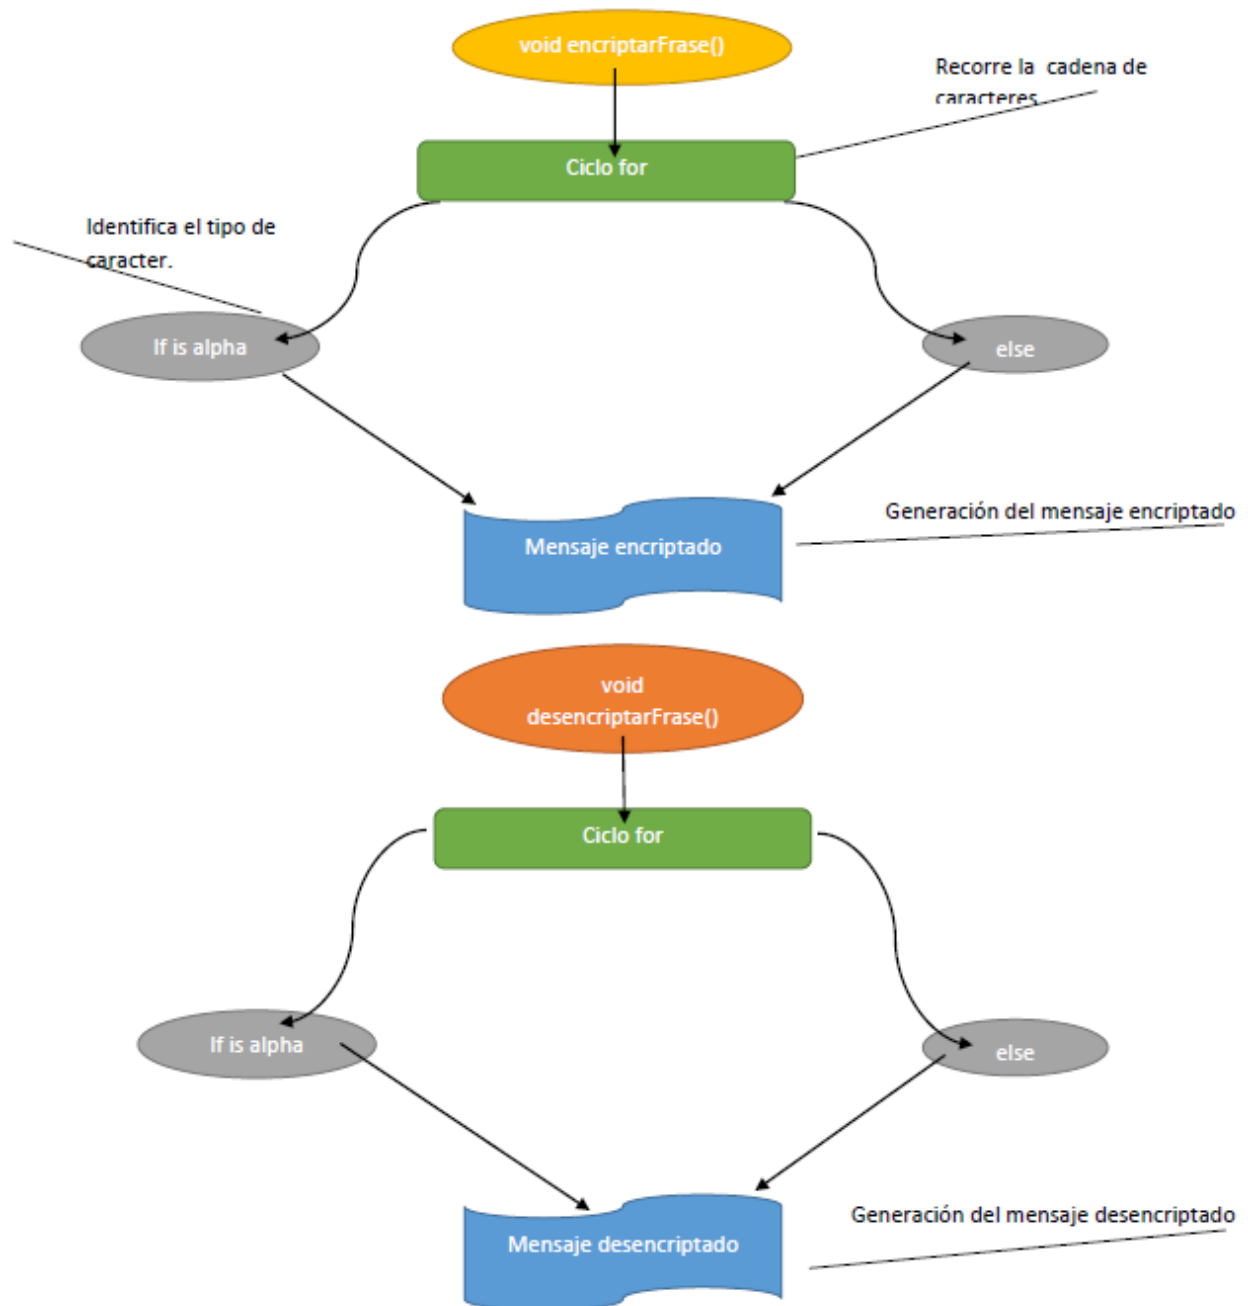 void encriptarFrase()
Recorre la cadena de
caracteres
Ciclo for
Identifica el tipo de
caracter.
If is alpha
else
Generación del mensaje encriptado
Mensaje encriptado
void
desencriptarFrase()
Ciclo for
If is alpha
else
Generación del mensaje desencriptado
Mensaje desencriptado